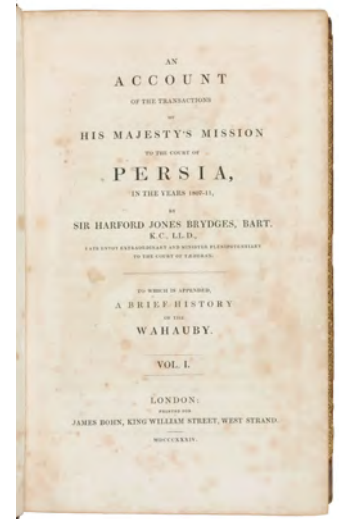 AN
ACCOUNT
OF THE TRANSACTIONS
OF
HIS MAJESTY'S MISSION
TO THE COURT OF
PERSIA,
IN THE YEARS 1807-11,
BY
SIR HARFORD JONES BRYDGES, BART.
K.C., LL.D.,
LATE ENVOY EXTRAORDINARY AND MINISTER PLENIPOTENTIARY
TO THE COURT OF TEHERAN.
TO WHICH IS APPENDED,
A BRIEF HISTORY
OF THE
WAHAUBY.
VOL. I.
LONDON:
PRINTED FOR
JAMES BOHN, KING WILLIAM STREET, WEST STRAND.
MDCCCXXXIV.